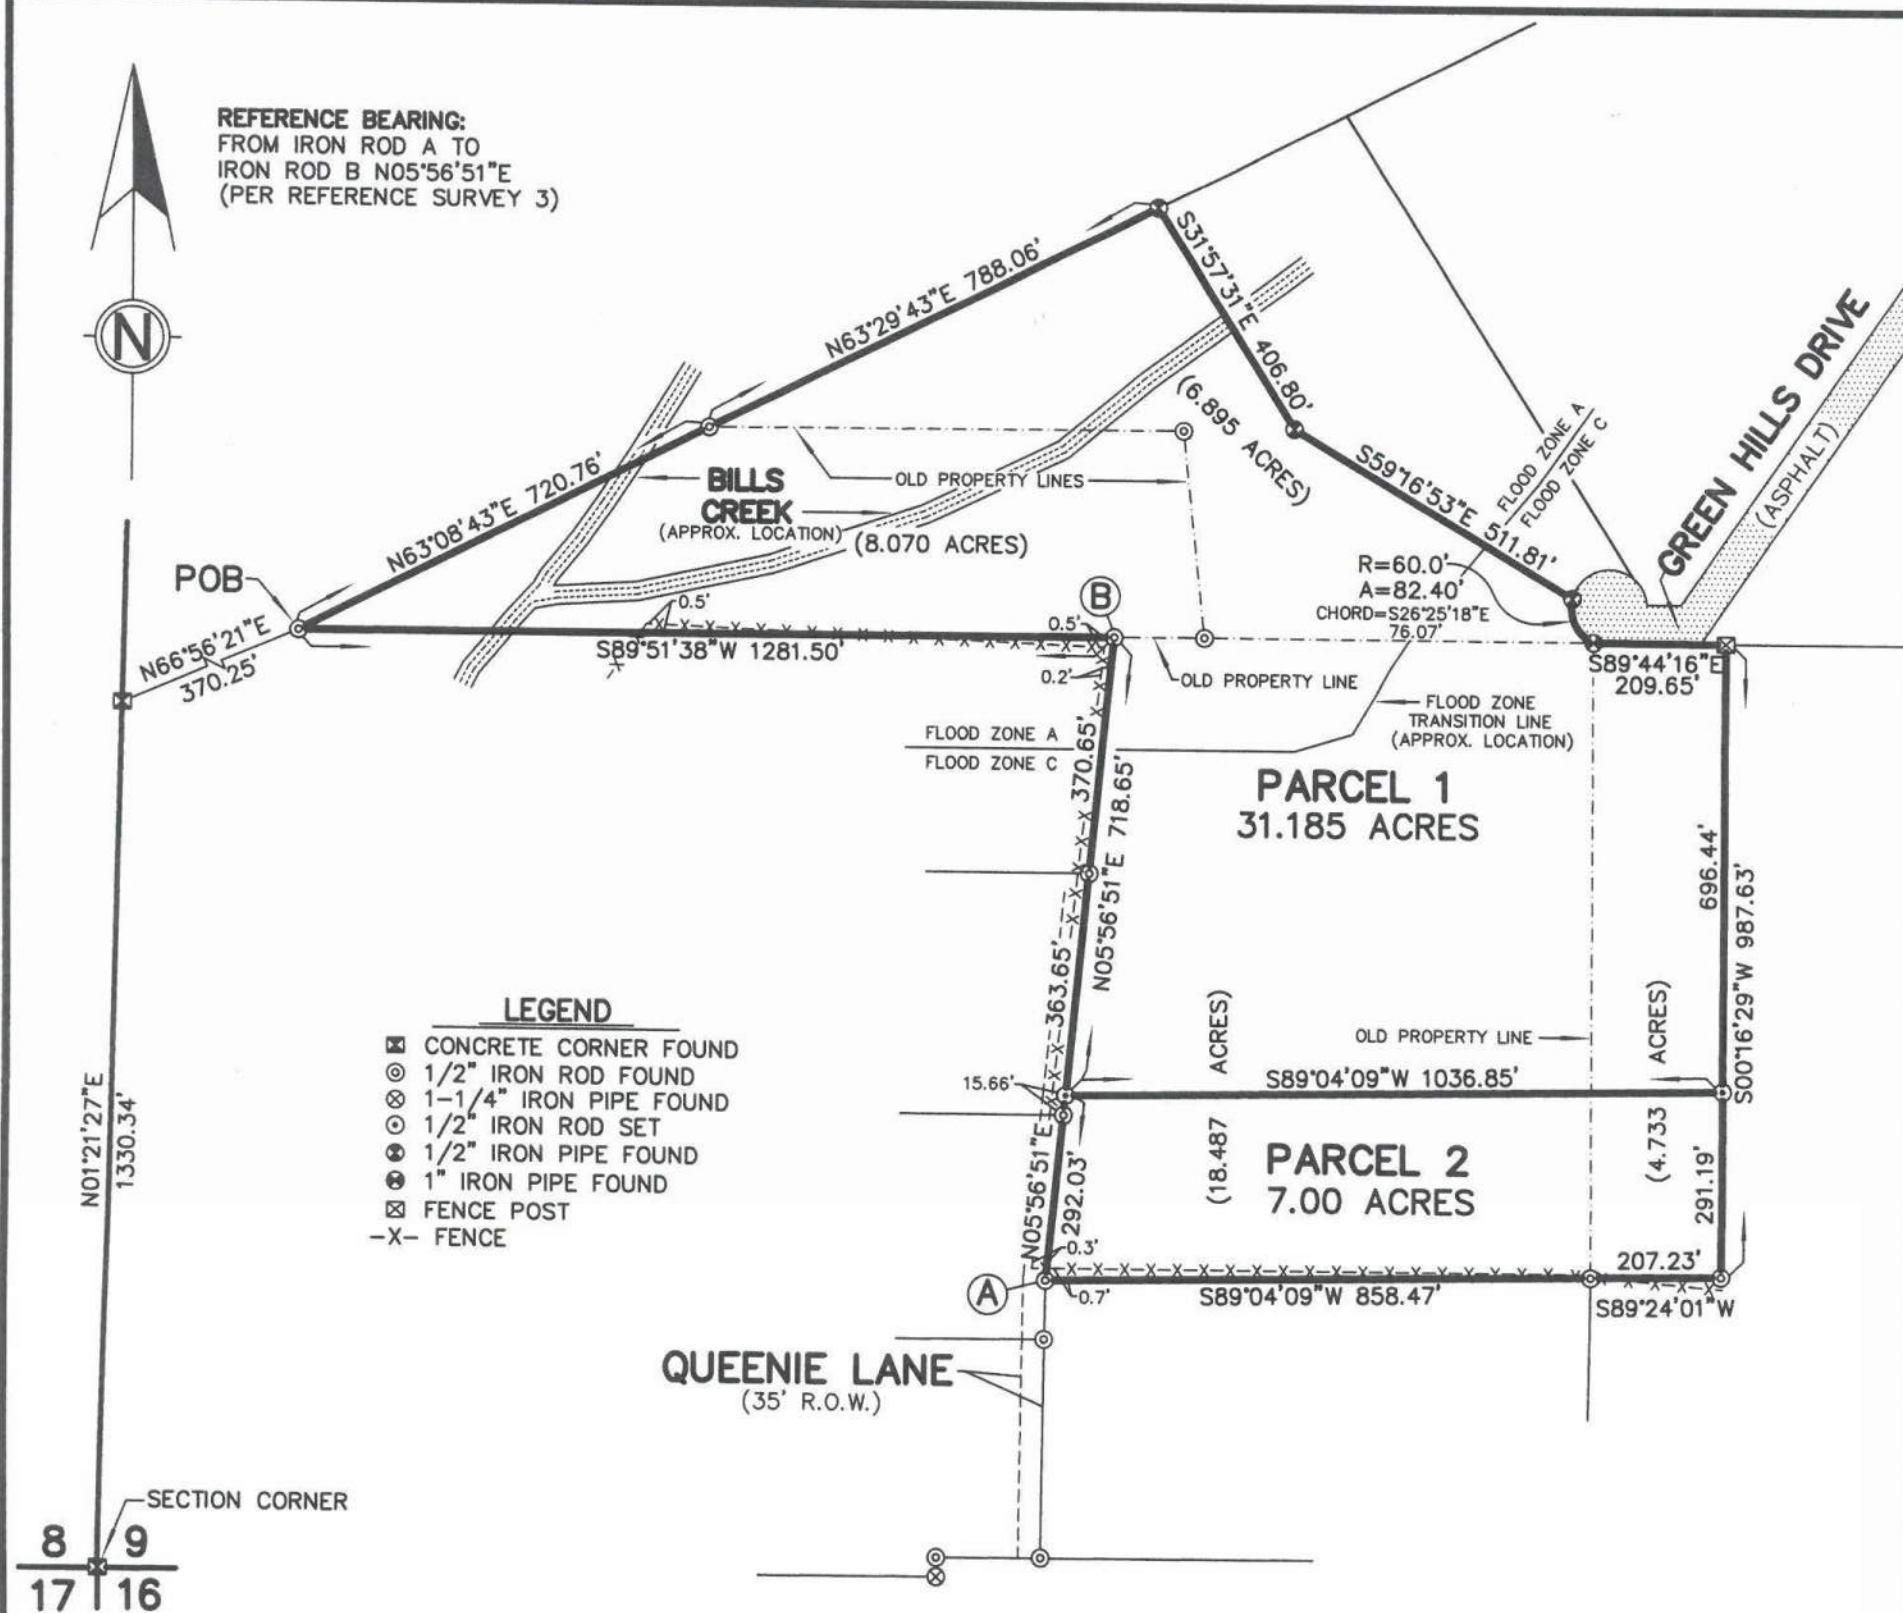 REFERENCE BEARING:
FROM IRON ROD A TO
IRON ROD B N05°56'51"E
(PER REFERENCE SURVEY 3)
N
N63°29'43"E 788.06'
S31°57'31"E 406.80'
(6.895 ACRES)
FLOOD ZONE A
FLOOD ZONE C
GREEN HILLS DRIVE
(ASPHALT)
S59°16'53"E 511.81'
N63°08'43"E 720.76'
BILLS
CREEK
(APPROX. LOCATION)
OLD PROPERTY LINES
(8.070 ACRES)
POB
R=60.0'
A=82.40'
CHORD=S26°25'18"E
76.07'
B
0.5'
0.5'
N66°56'21"E
370.25'
S89°51'38"W 1281.50'
0.2'
OLD PROPERTY LINE
S89°44'16"E
209.65'
FLOOD ZONE
TRANSITION LINE
(APPROX. LOCATION)
FLOOD ZONE A
FLOOD ZONE C
370.65'
N05°56'51"E 718.65'
PARCEL 1
31.185 ACRES
696.44'
S00°16'29"W 987.63'
363.65'
LEGEND
CONCRETE CORNER FOUND
1/2" IRON ROD FOUND
1-1/4" IRON PIPE FOUND
1/2" IRON ROD SET
1/2" IRON PIPE FOUND
1" IRON PIPE FOUND
FENCE POST
-X- FENCE
N01°21'27"E
1330.34'
OLD PROPERTY LINE
15.66'
S89°04'09"W 1036.85'
(18.487 ACRES)
(4.733 ACRES)
PARCEL 2
7.00 ACRES
N05°56'51"E
292.03'
291.19'
0.3'
207.23'
A
0.7'
S89°04'09"W 858.47'
S89°24'01"W
QUEENIE LANE
(35' R.O.W.)
SECTION CORNER
8 9
17 16